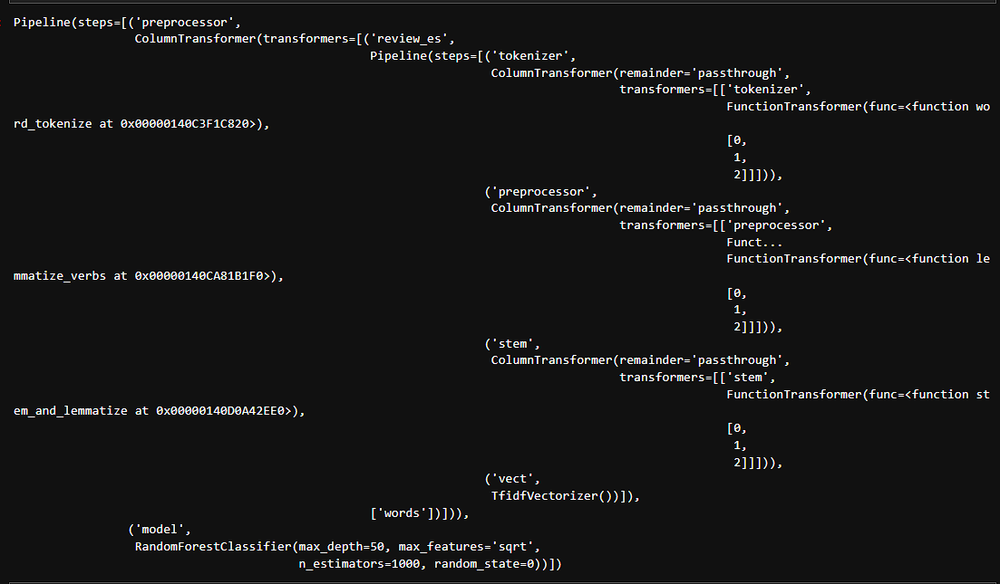 Pipeline(steps=[('preprocessor',
ColumnTransformer(transformers=[('review_es',
Pipeline(steps=[('tokenizer',
ColumnTransformer(remainder='passthrough',
transformers=[['tokenizer',
FunctionTransformer(func=<function wo
rd_tokenize at 0x00000140C3F1C820>),
[0,
1,
2]]])),
('preprocessor',
ColumnTransformer(remainder='passthrough',
transformers=[['preprocessor',
Funct...
FunctionTransformer(func=<function le
mmatize_verbs at 0x00000140CA81B1F0>),
[0,
1,
2]]])),
('stem',
ColumnTransformer(remainder='passthrough',
transformers=[['stem',
FunctionTransformer(func=<function st
em_and_lemmatize at 0x00000140D0A42EE0>),
[0,
1,
2]]])),
('vect',
TfidfVectorizer())]),
['words'])])),
('model',
RandomForestClassifier(max_depth=50, max_features='sqrt',
n_estimators=1000, random_state=0))])